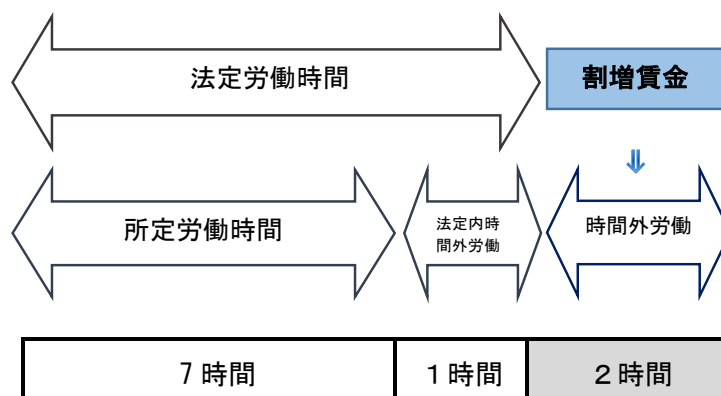 法定労働時間
割増賃金
⇓
所定労働時間
法定内時
間外労働
時間外労働
7時間
１時間
２時間